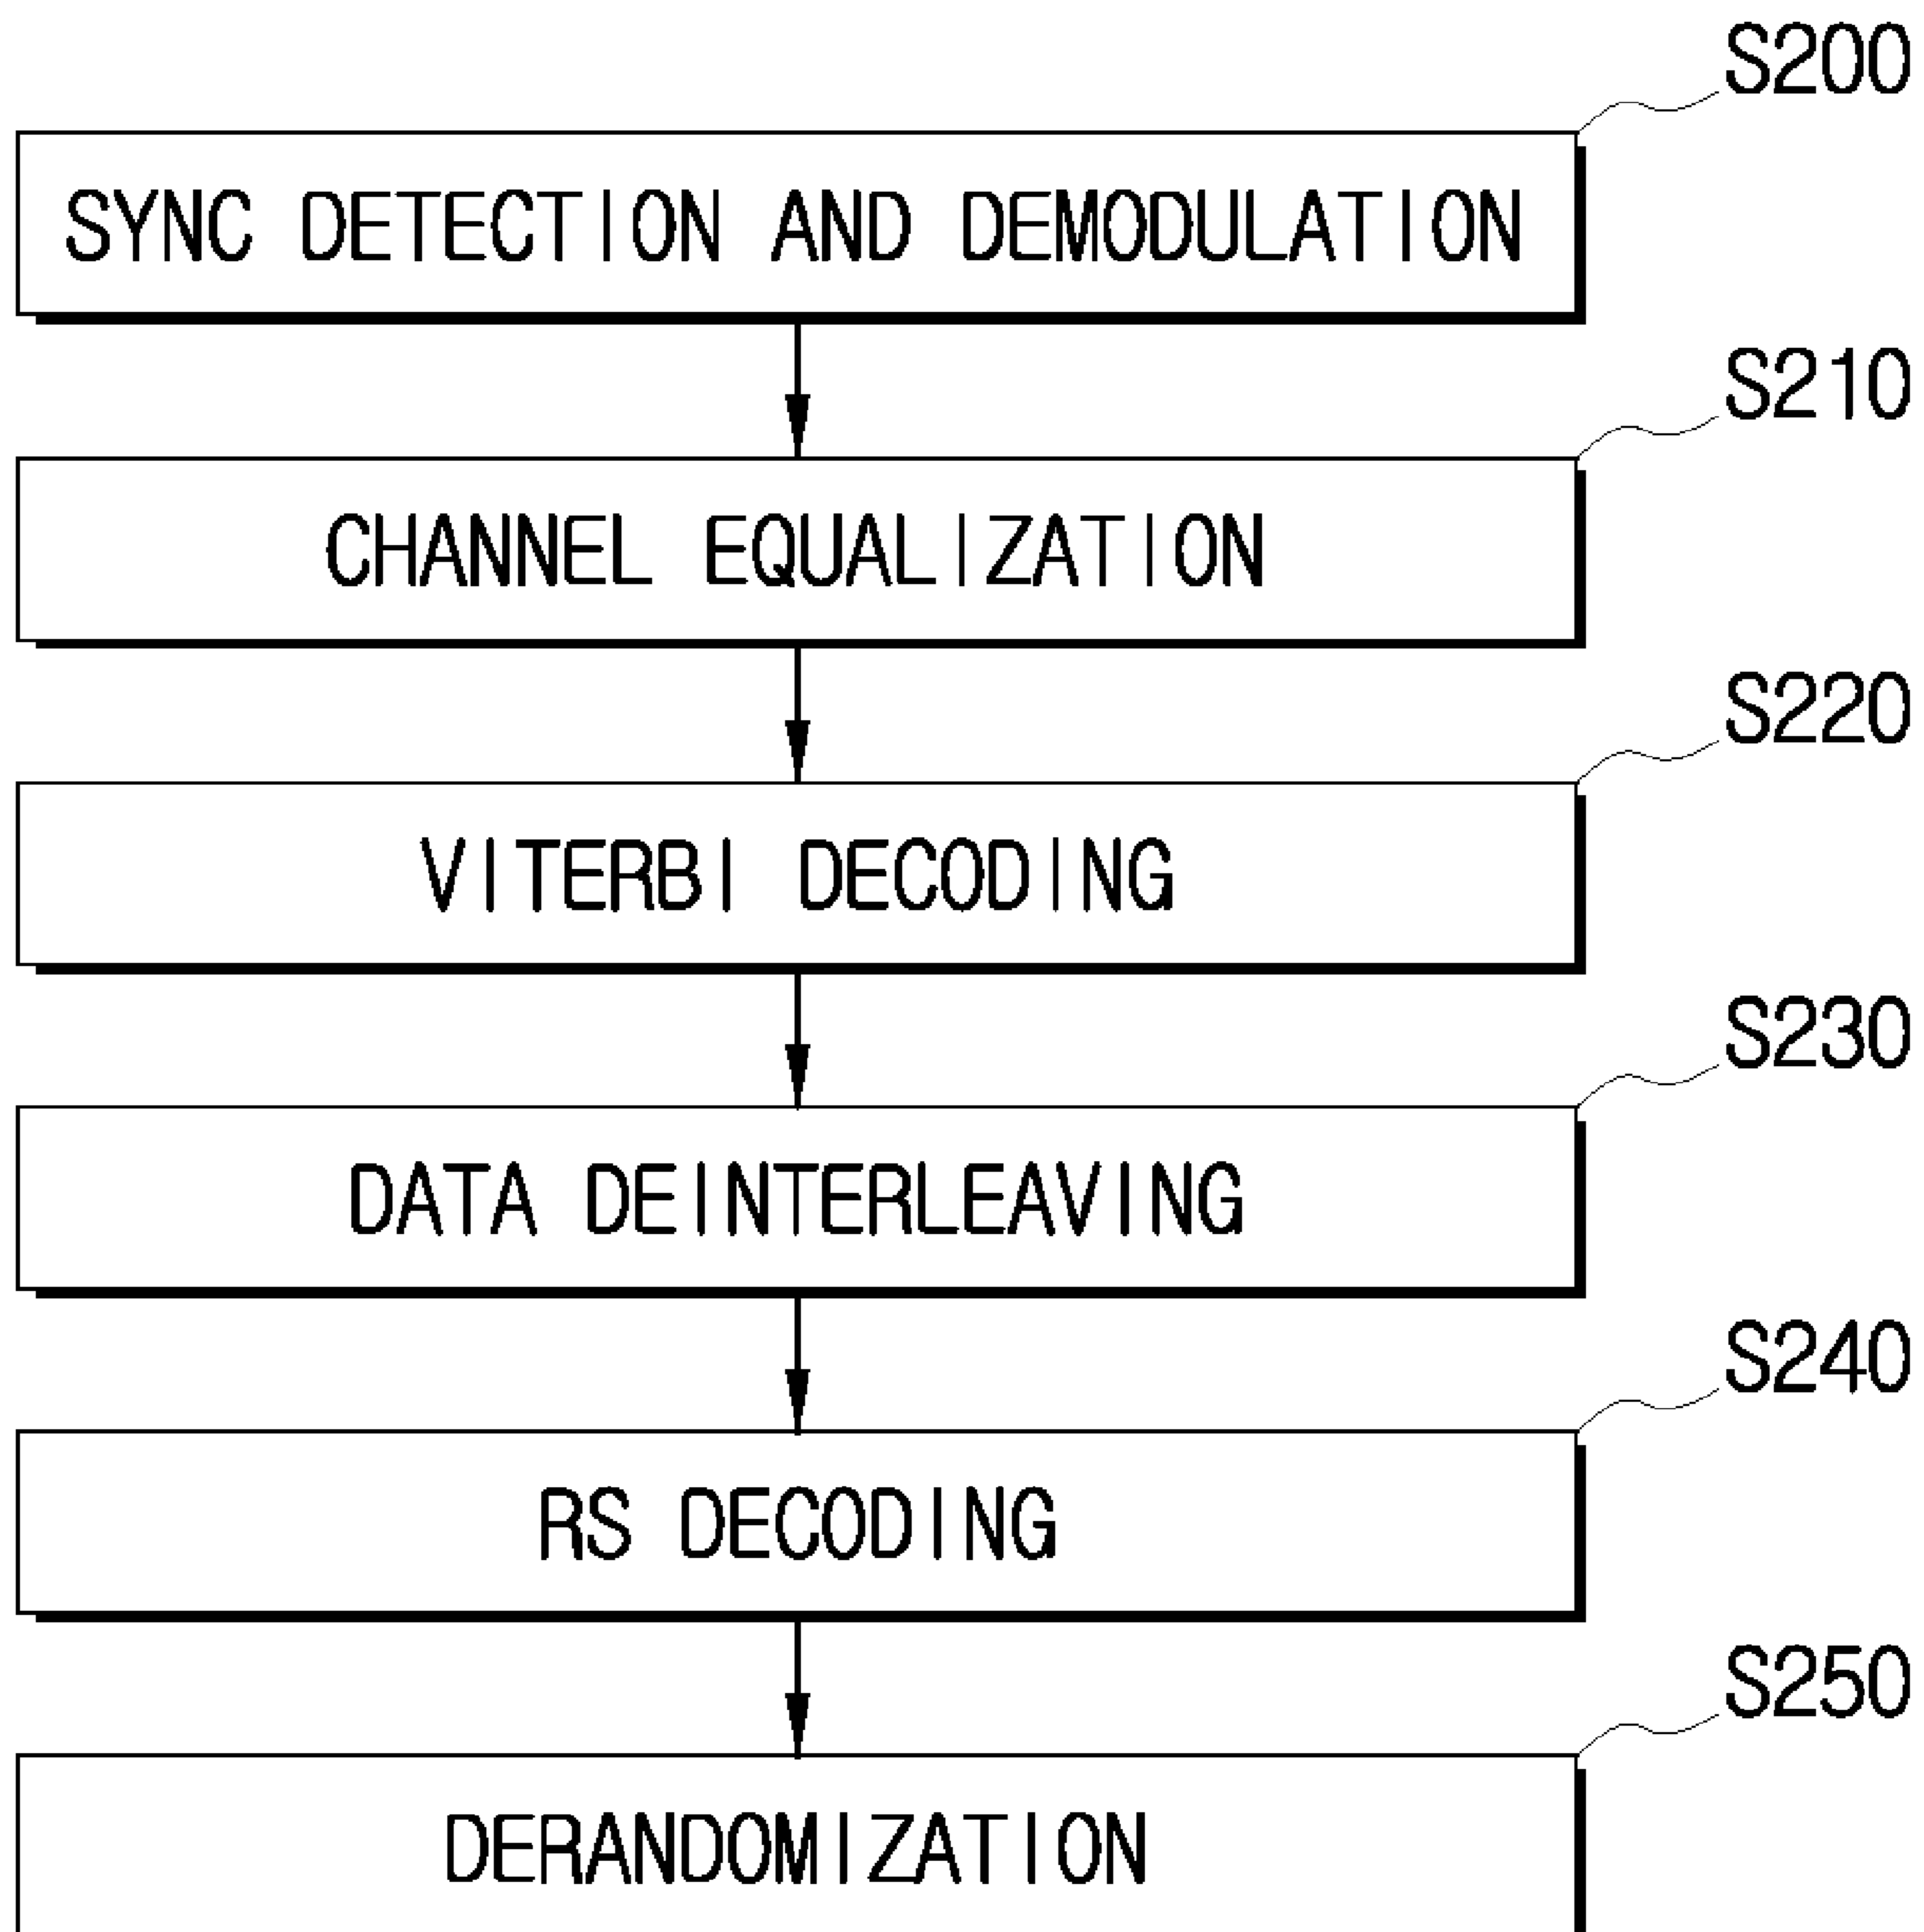 S200
SYNC DETECTION AND DEMODULATION
S210
CHANNEL EQUALIZATION
S220
VITERBI DECODING
S230
DATA DEINTERLEAVING
S240
RS DECODING
S250
DERANDOMIZATION